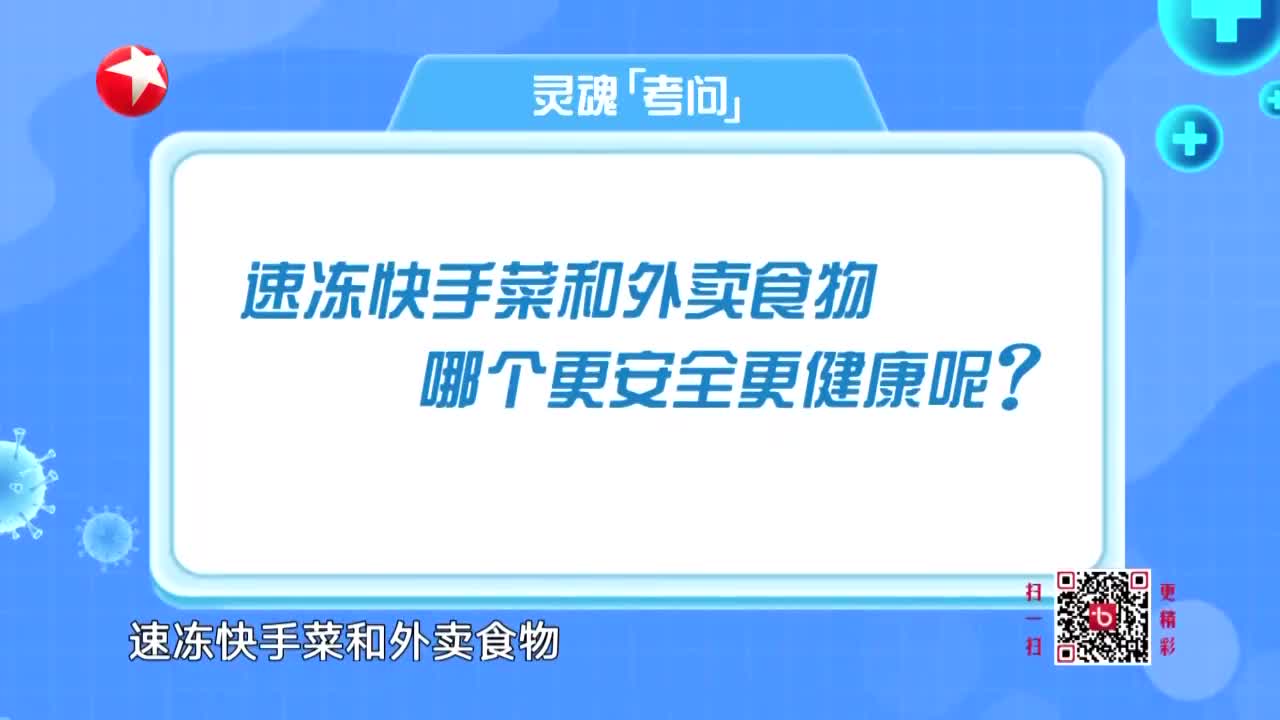 灵魂「考问」
速冻快手菜和外卖食物
哪个更安全更健康呢?
速冻快手菜和外卖食物
扫一扫
更精彩